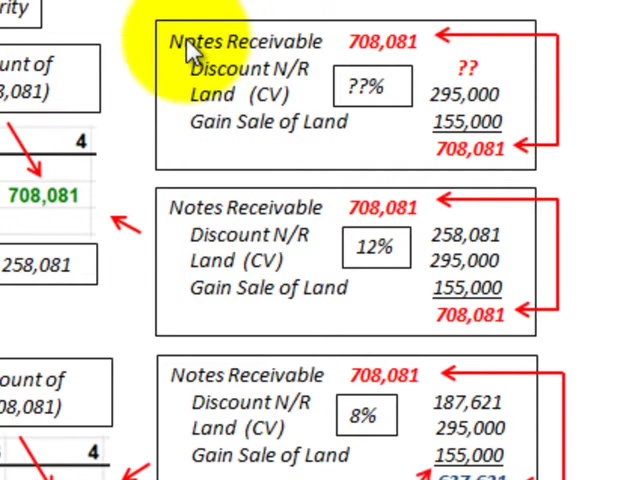 rity
unt of
8,081)
4
708,081
258,081
ount of
08,081)
4
Notes Receivable 708,081
Discount N/R ??
??%
Land (CV) 295,000
Gain Sale of Land 155,000
708,081
Notes Receivable 708,081
Discount N/R 258,081
12%
Land (CV) 295,000
Gain Sale of Land 155,000
708,081
Notes Receivable 708,081
Discount N/R 187,621
8%
Land (CV) 295,000
Gain Sale of Land 155,000